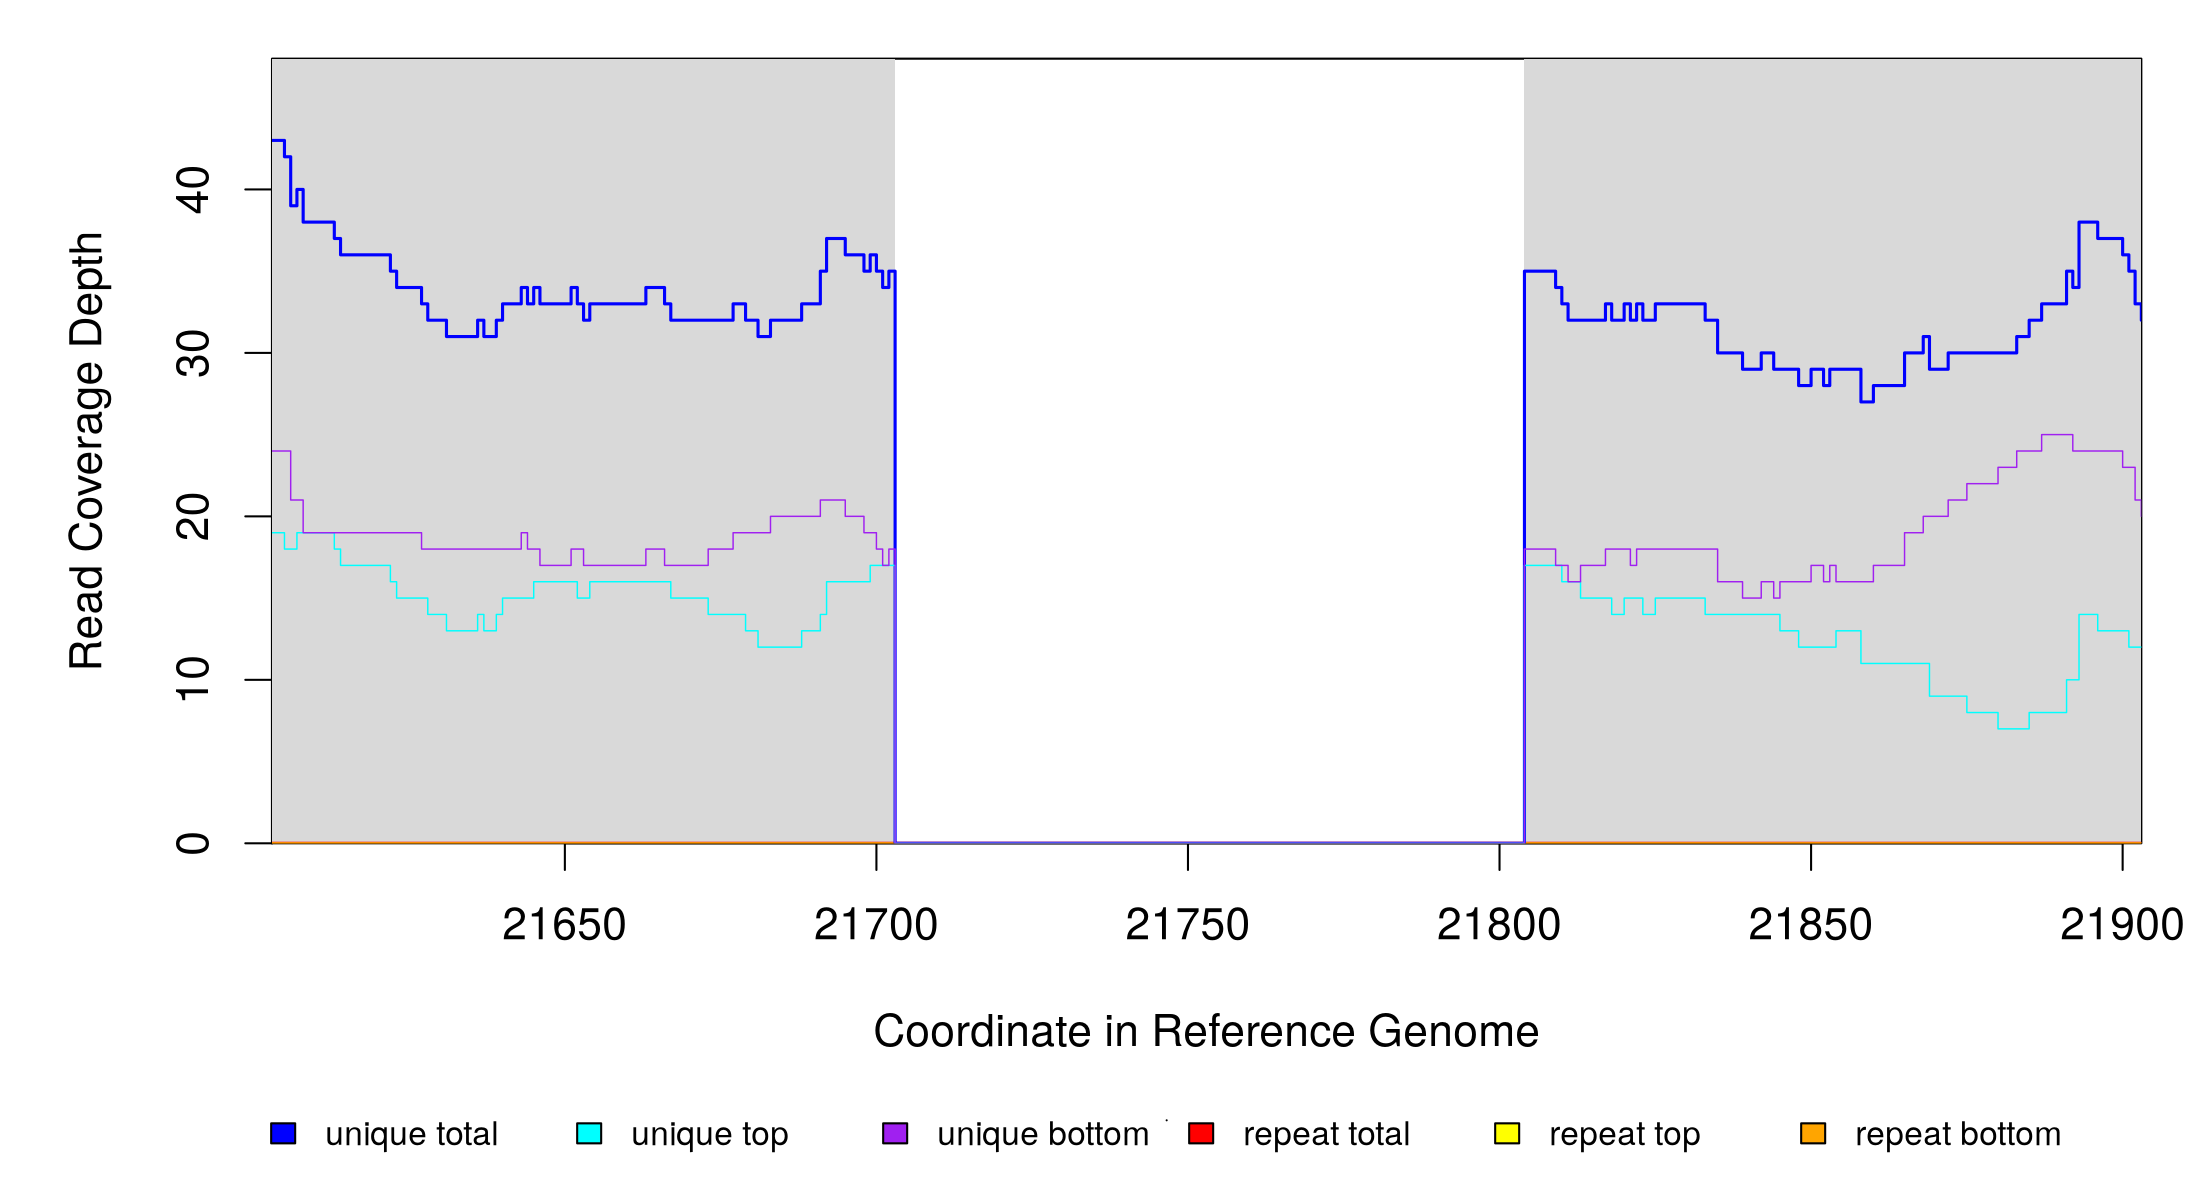 Read Coverage Depth
40
30
20
10
0
21650 21700 21750 21800 21850 21900
Coordinate in Reference Genome
unique total unique top unique bottom repeat total repeat top repeat bottom